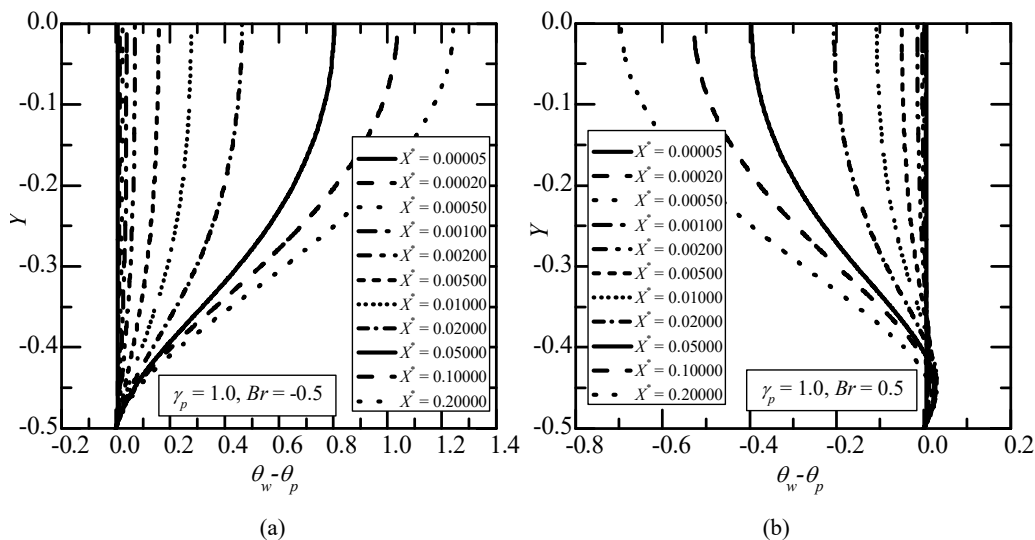 0.0
-0.1
-0.2
-0.3
-0.4
-0.5
Y
-0.2 0.0 0.2 0.4 0.6 0.8 1.0 1.2 1.4
θw-θp
X* = 0.00005
X* = 0.00020
X* = 0.00050
X* = 0.00100
X* = 0.00200
X* = 0.00500
X* = 0.01000
X* = 0.02000
X* = 0.05000
X* = 0.10000
X* = 0.20000
γp = 1.0, Br = -0.5
(a)
0.0
-0.1
-0.2
-0.3
-0.4
-0.5
Y
-0.8 -0.6 -0.4 -0.2 0.0 0.2
θw-θp
X* = 0.00005
X* = 0.00020
X* = 0.00050
X* = 0.00100
X* = 0.00200
X* = 0.00500
X* = 0.01000
X* = 0.02000
X* = 0.05000
X* = 0.10000
X* = 0.20000
γp = 1.0, Br = 0.5
(b)